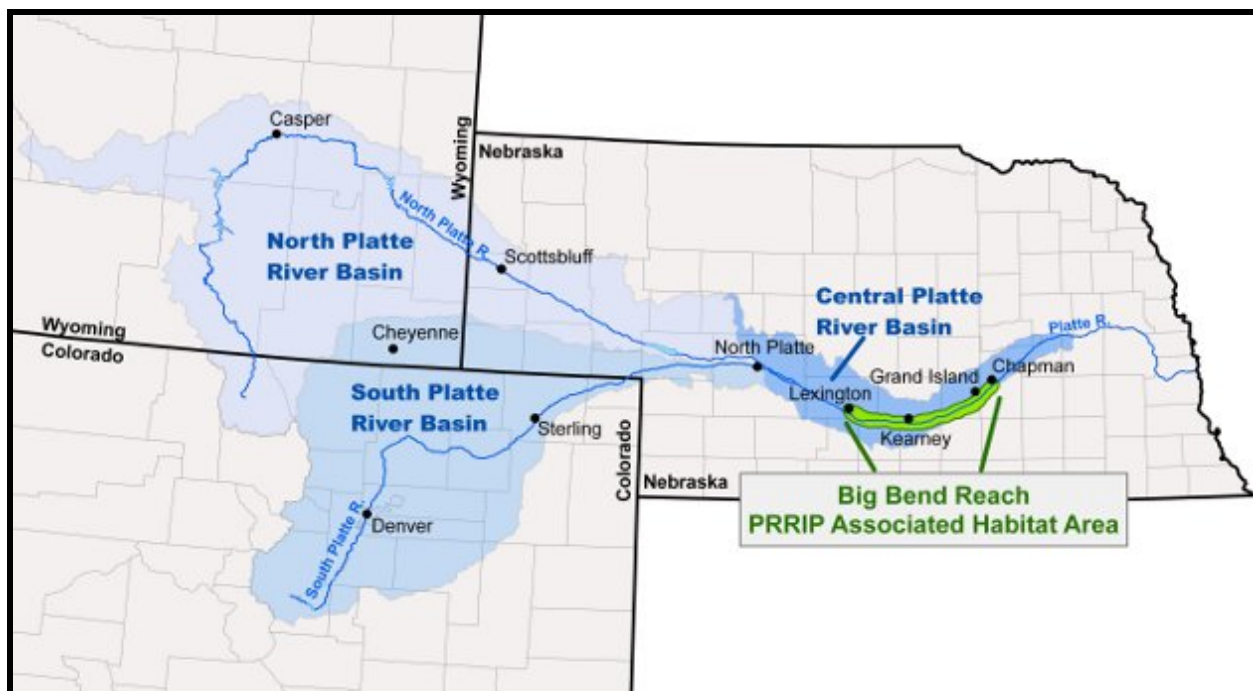 Casper
Wyoming
Nebraska
North Platte R.
North Platte
River Basin
Scottsbluff
Central Platte
River Basin
Platte R.
Wyoming
Colorado
Cheyenne
North Platte
Chapman
Grand Island
Lexington
South Platte
River Basin
Sterling
Kearney
Colorado
Nebraska
Big Bend Reach
PRRIP Associated Habitat Area
Denver
South Platte R.